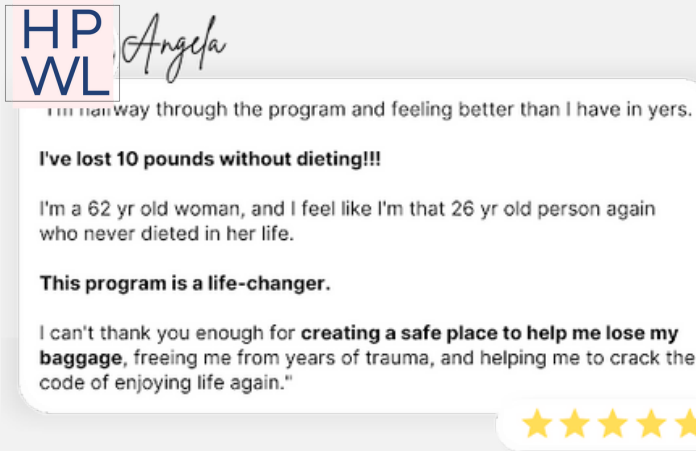 HP
WL
Angela
"I'm halfway through the program and feeling better than I have in yers.
I've lost 10 pounds without dieting!!!
I'm a 62 yr old woman, and I feel like I'm that 26 yr old person again
who never dieted in her life.
This program is a life-changer.
I can't thank you enough for creating a safe place to help me lose my
baggage, freeing me from years of trauma, and helping me to crack the
code of enjoying life again."